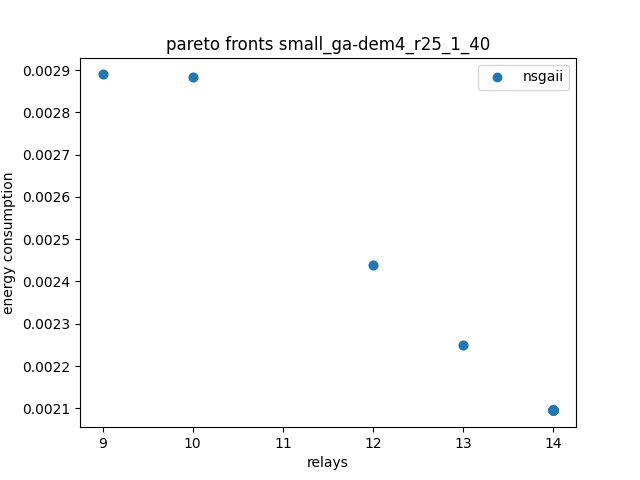 pareto fronts small_ga-dem4_r25_1_40
nsgaii
energy consumption
0.0029
0.0028
0.0027
0.0026
0.0025
0.0024
0.0023
0.0022
0.0021
9 10 11 12 13 14
relays